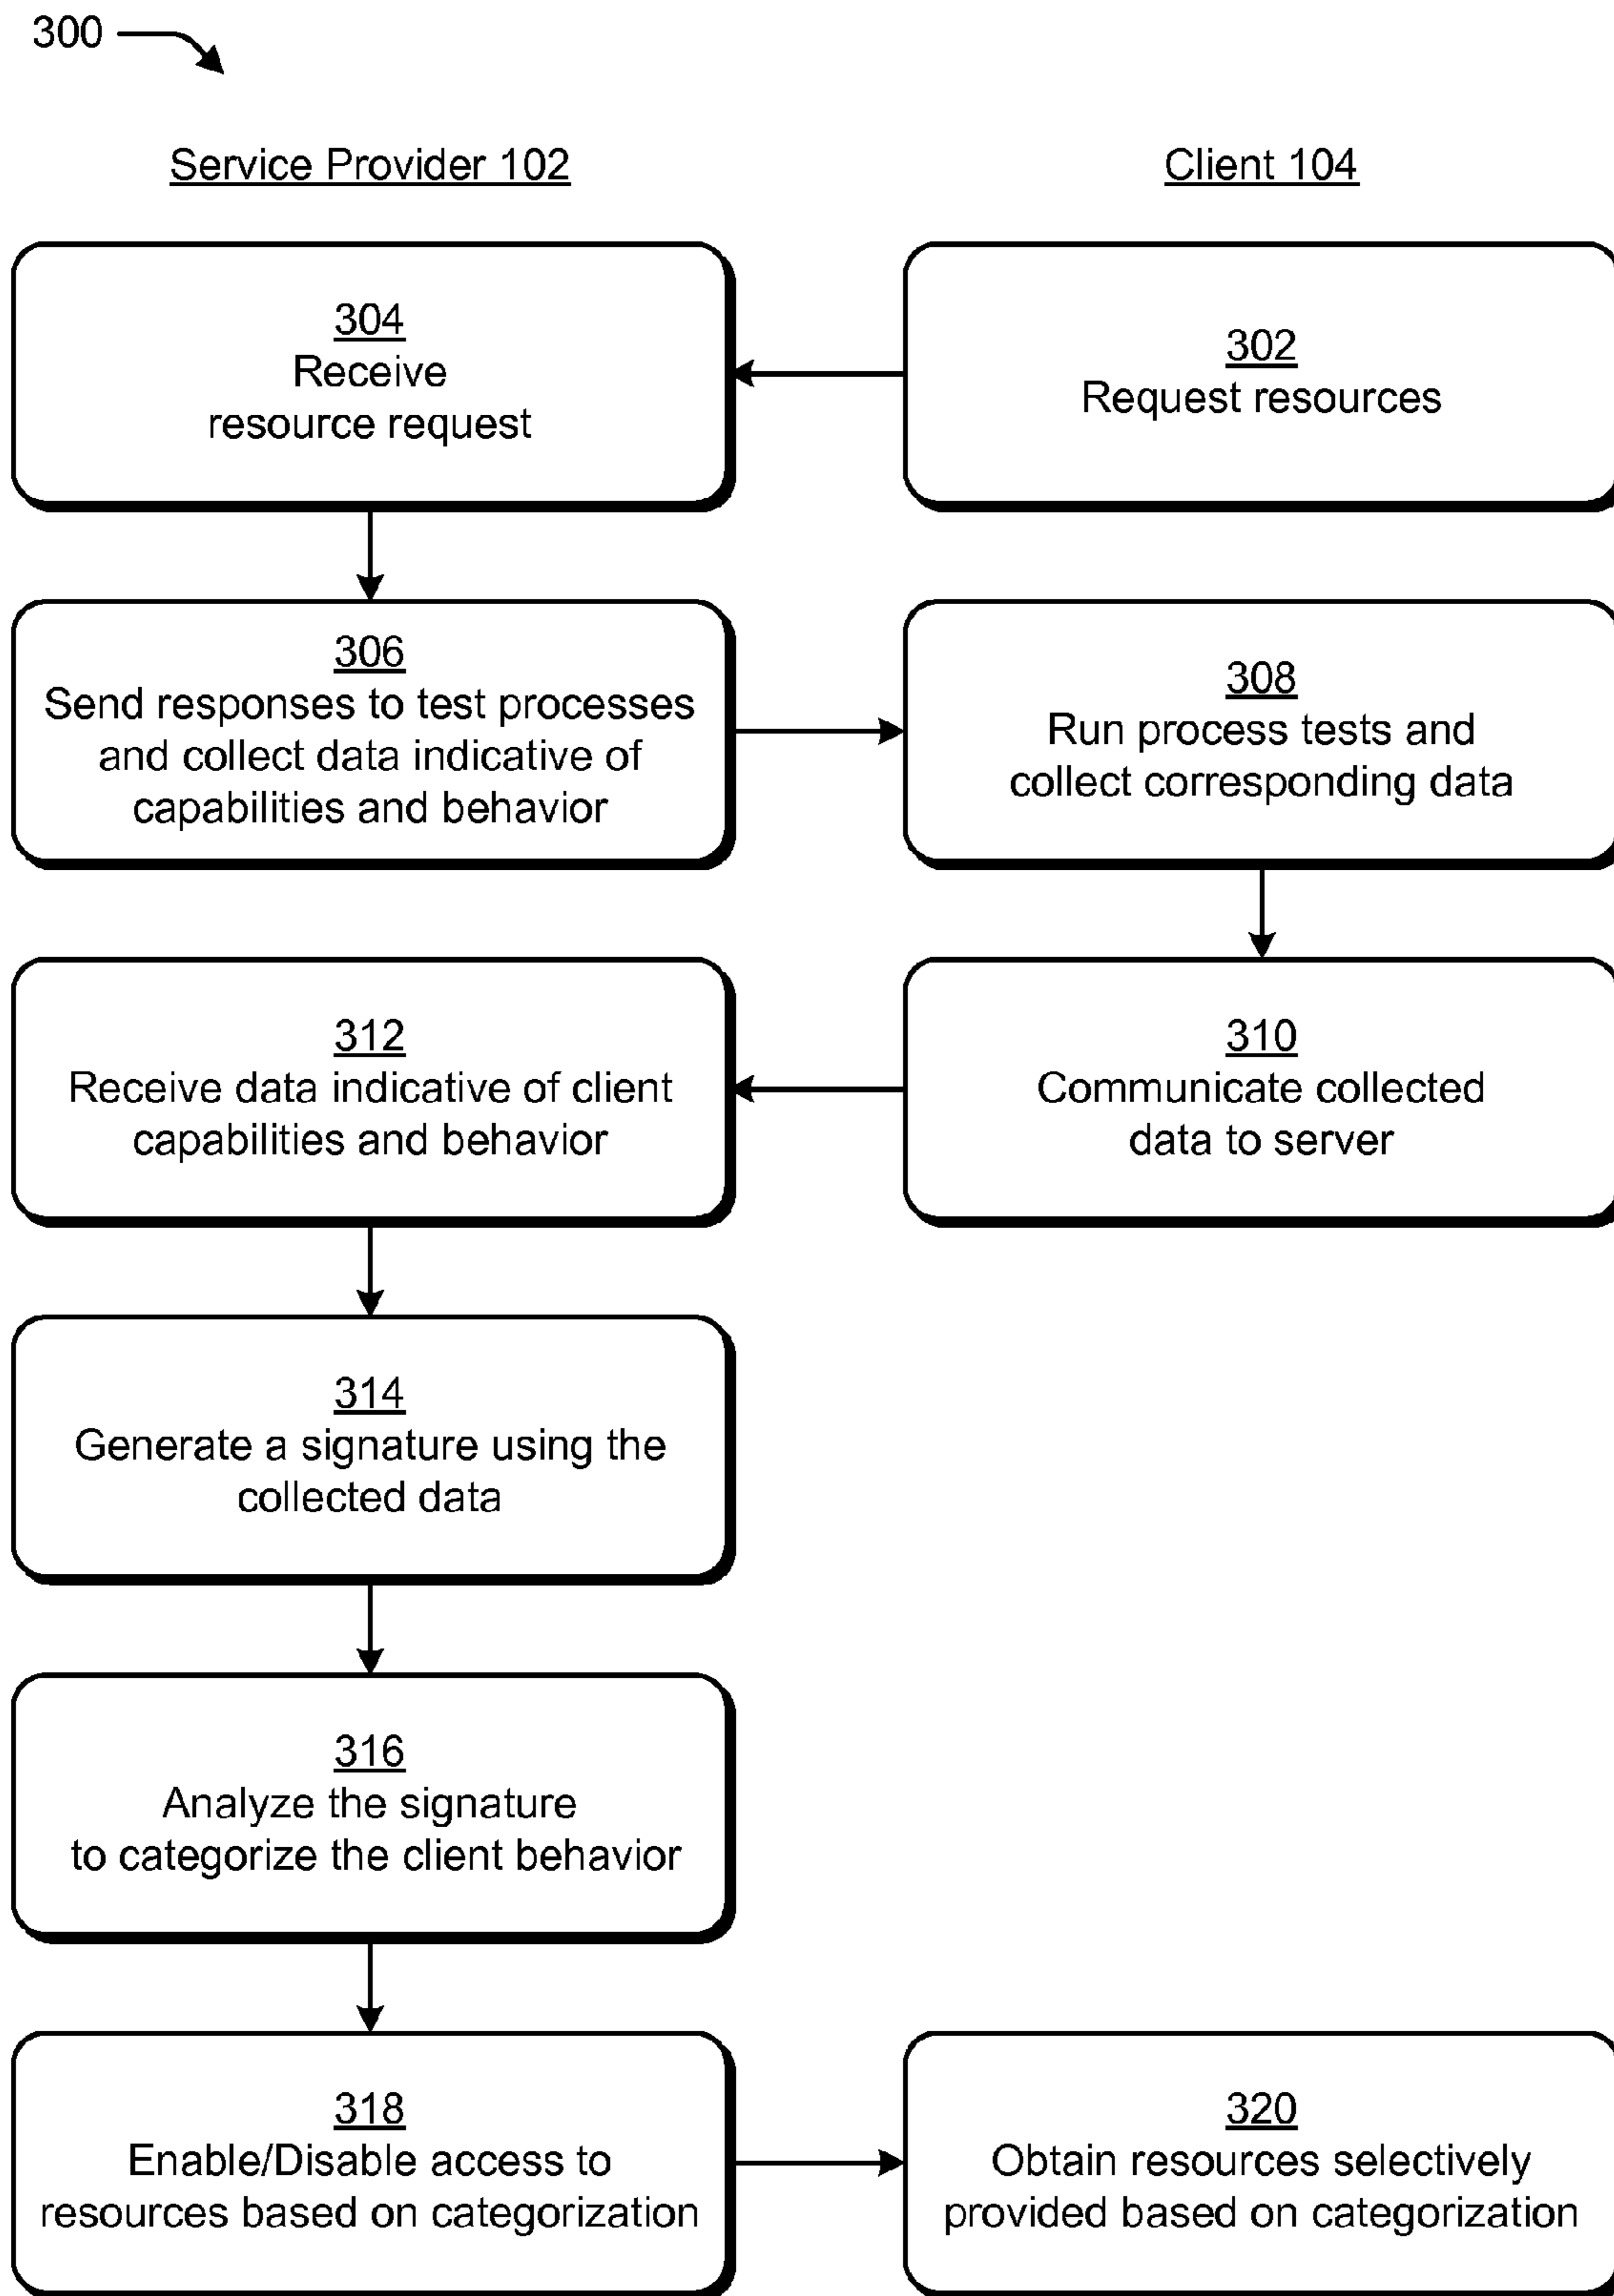 300
Service Provider 102
Client 104
304
Receive
resource request
302
Request resources
306
Send responses to test processes
and collect data indicative of
capabilities and behavior
308
Run process tests and
collect corresponding data
312
Receive data indicative of client
capabilities and behavior
310
Communicate collected
data to server
314
Generate a signature using the
collected data
316
Analyze the signature
to categorize the client behavior
318
Enable/Disable access to
resources based on categorization
320
Obtain resources selectively
provided based on categorization